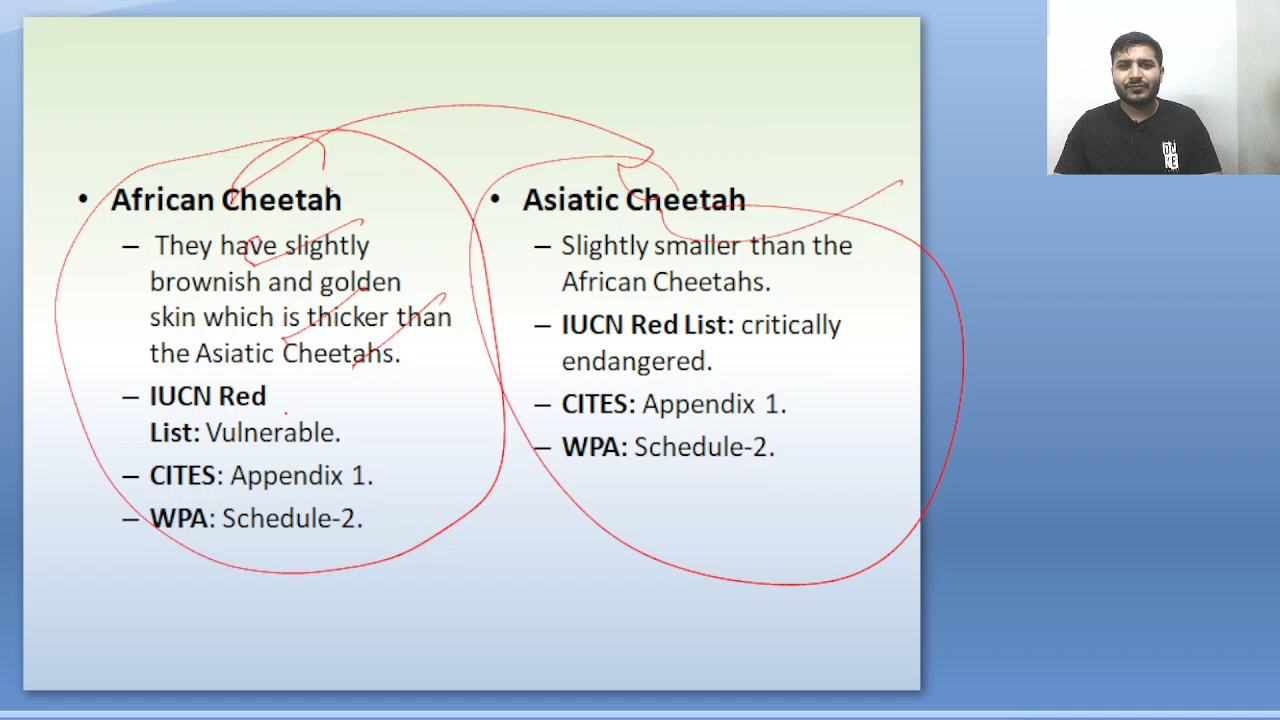 • African Cheetah
– They have slightly
brownish and golden
skin which is thicker than
the Asiatic Cheetahs.
– IUCN Red
List: Vulnerable.
– CITES: Appendix 1.
– WPA: Schedule-2.
• Asiatic Cheetah
– Slightly smaller than the
African Cheetahs.
– IUCN Red List: critically
endangered.
– CITES: Appendix 1.
– WPA: Schedule-2.